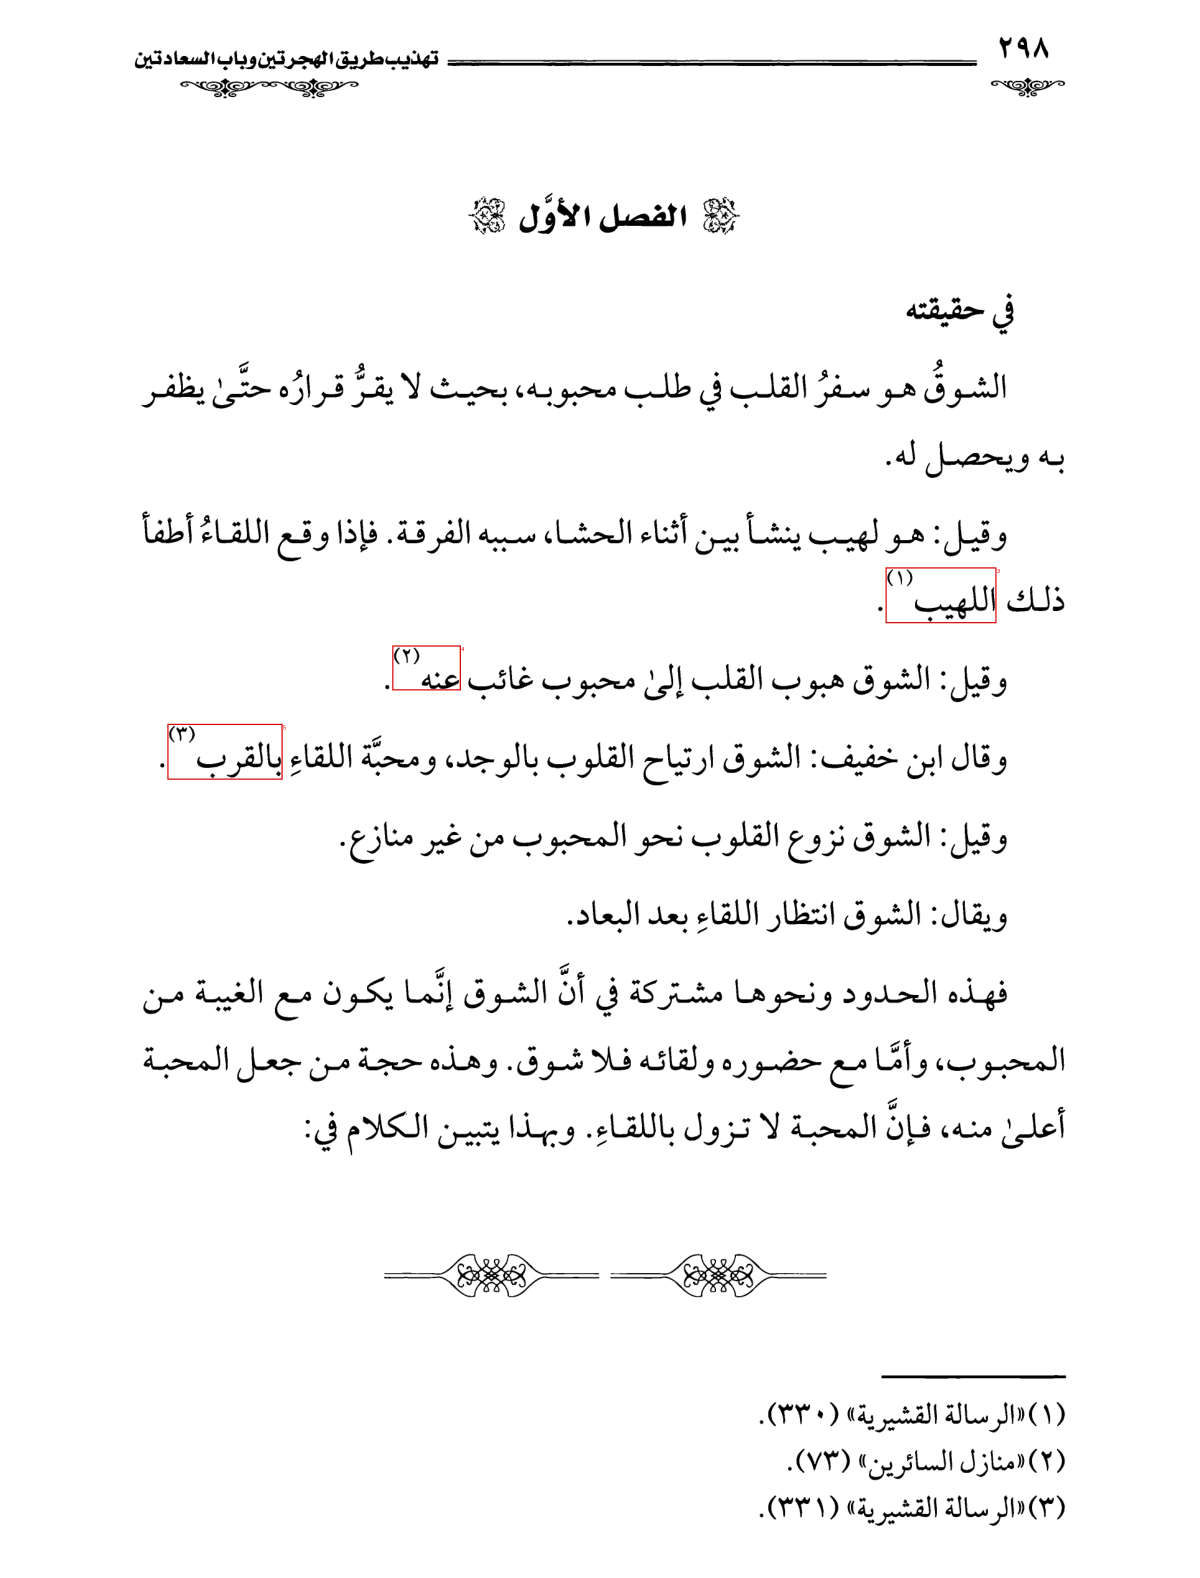 ٢٩٨
تهذيب طريق الهجرتين وباب السعادتين
الفصل الأوَّل
في حقيقته
الشوقُ هو سفرُ القلب في طلب محبوبه، بحيث لا يقرُّ قرارُه حتَّىٰ يظفر
به ويحصل له.
وقيل: هو لهيب ينشأ بين أثناء الحشا، سببه الفرقة. فإذا وقع اللقاءُ أطفأ
ذلك اللهيب(١).
وقيل: الشوق هبوب القلب إلىٰ محبوب غائب عنه(٢).
وقال ابن خفيف: الشوق ارتياح القلوب بالوجد، ومحبَّة اللقاءِ بالقرب(٣).
وقيل: الشوق نزوع القلوب نحو المحبوب من غير منازع.
ويقال: الشوق انتظار اللقاءِ بعد البعاد.
فهذه الحدود ونحوها مشتركة في أنَّ الشوق إنَّما يكون مع الغيبة من
المحبوب، وأمَّا مع حضوره ولقائه فلا شوق. وهذه حجة من جعل المحبة
أعلىٰ منه، فإنَّ المحبة لا تزول باللقاءِ. وبهذا يتبين الكلام في:
(١) «الرسالة القشيرية» (٣٣٠).
(٢) «منازل السائرين» (٧٣).
(٣) «الرسالة القشيرية» (٣٣١).